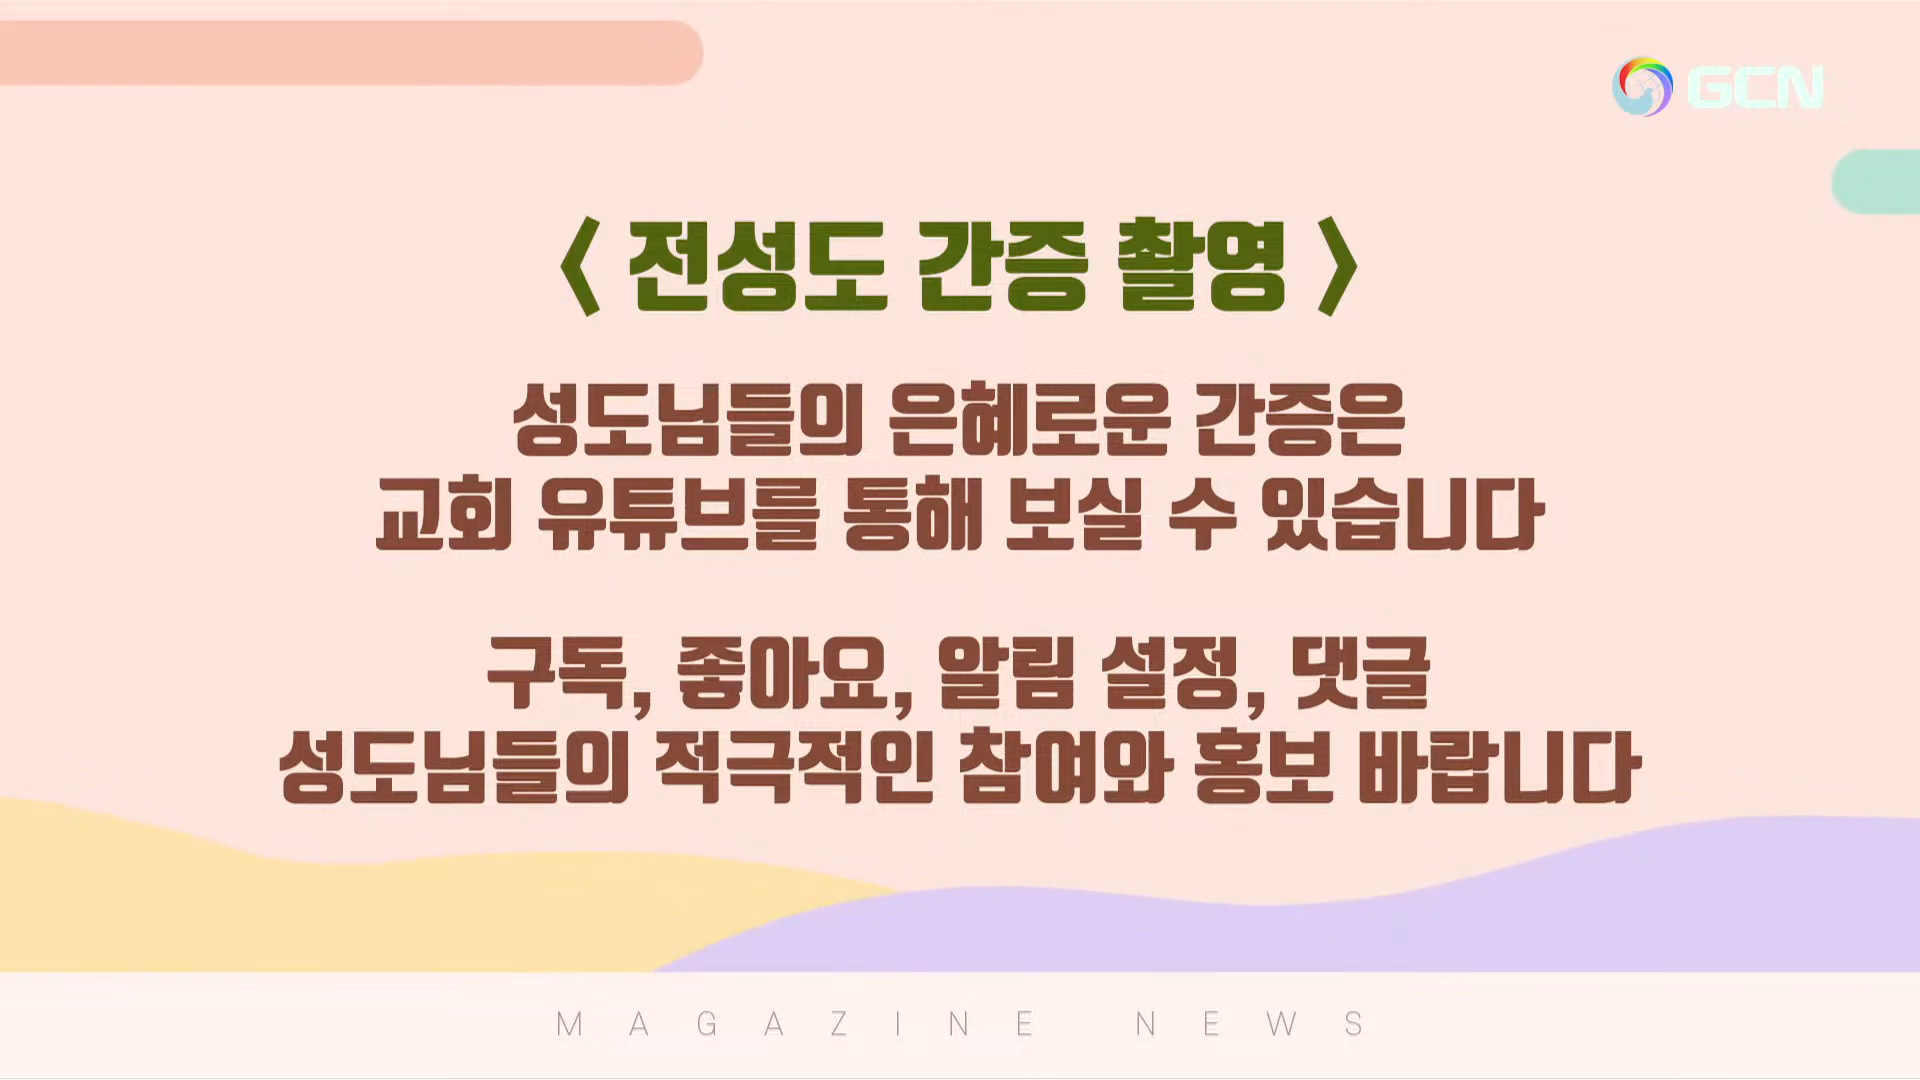 GCN
〈 전성도 간증 촬영 〉
성도님들의 은혜로운 간증은
교회 유튜브를 통해 보실 수 있습니다
구독, 좋아요, 알림 설정, 댓글
성도님들의 적극적인 참여와 홍보 바랍니다
MAGAZINE NEWS